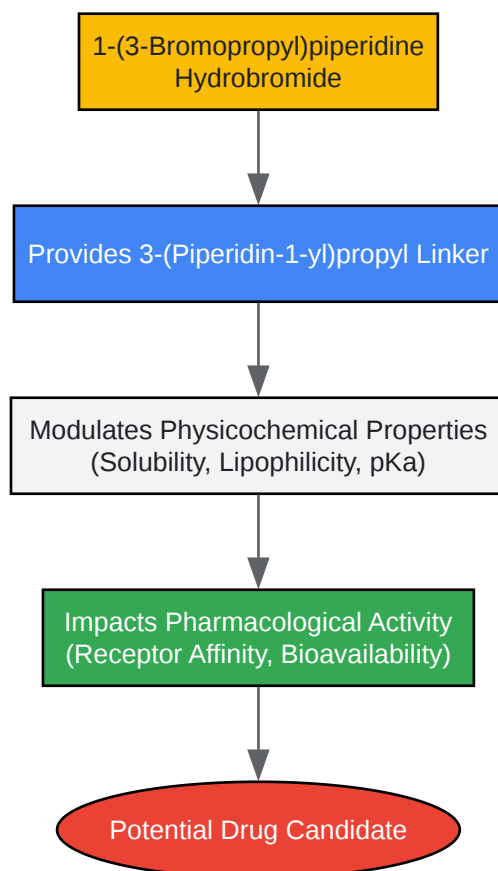 1-(3-Bromopropyl)piperidine
Hydrobromide
Provides 3-(Piperidin-1-yl)propyl Linker
Modulates Physicochemical Properties
(Solubility, Lipophilicity, pKa)
Impacts Pharmacological Activity
(Receptor Affinity, Bioavailability)
Potential Drug Candidate